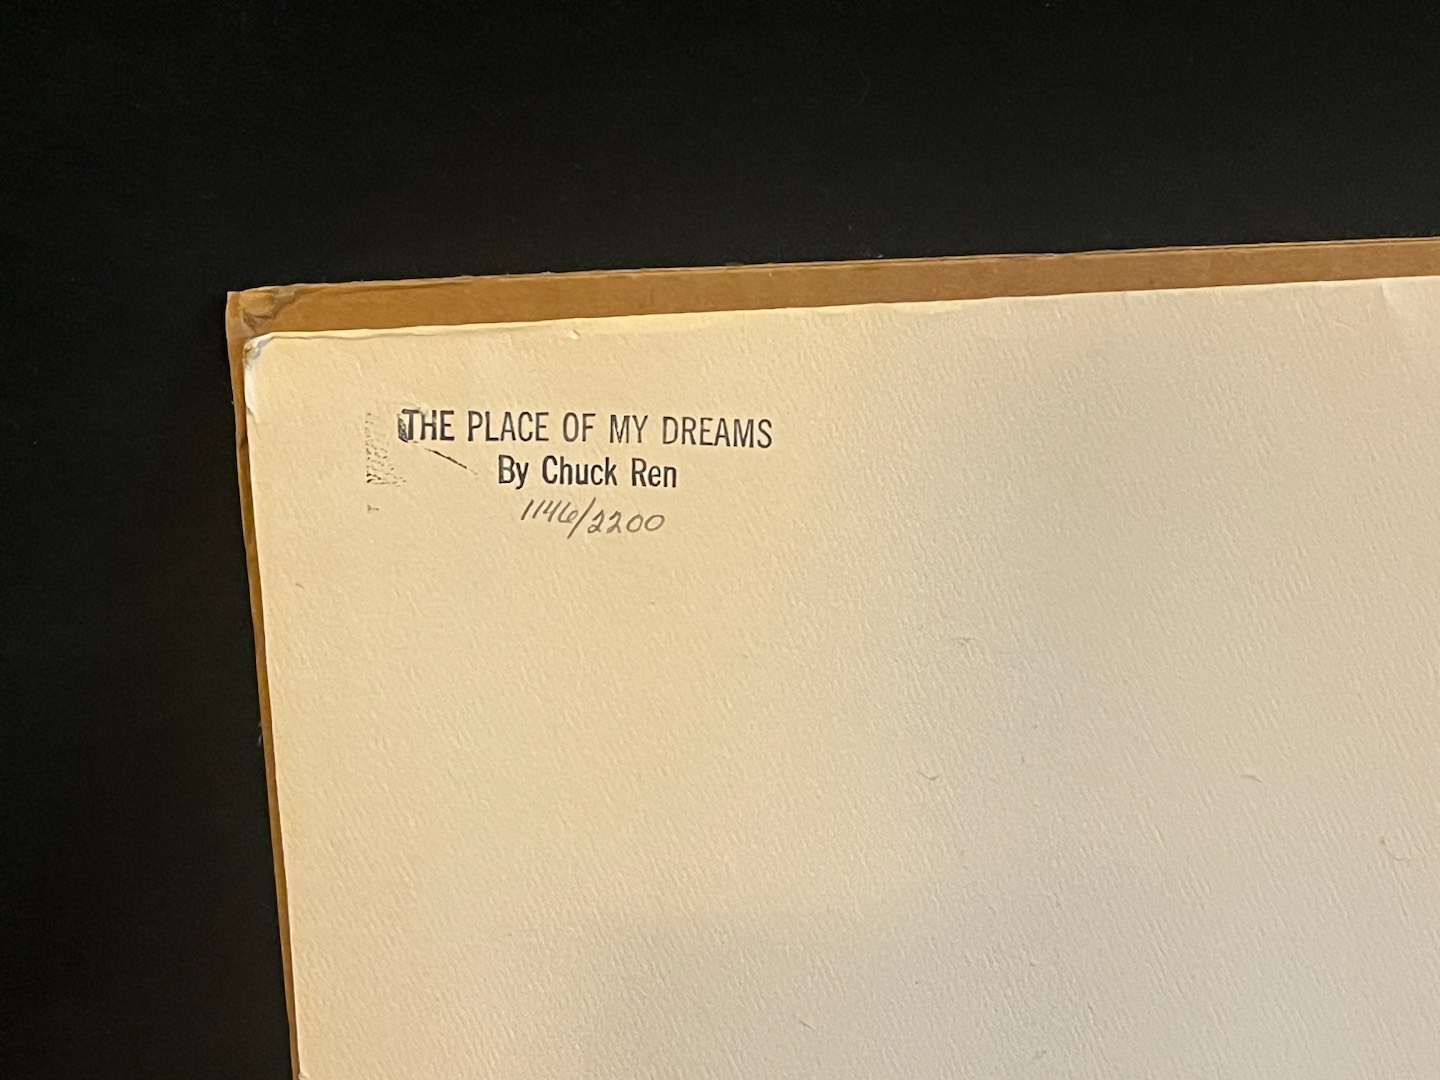 THE PLACE OF MY DREAMS
By Chuck Ren
1146/2200